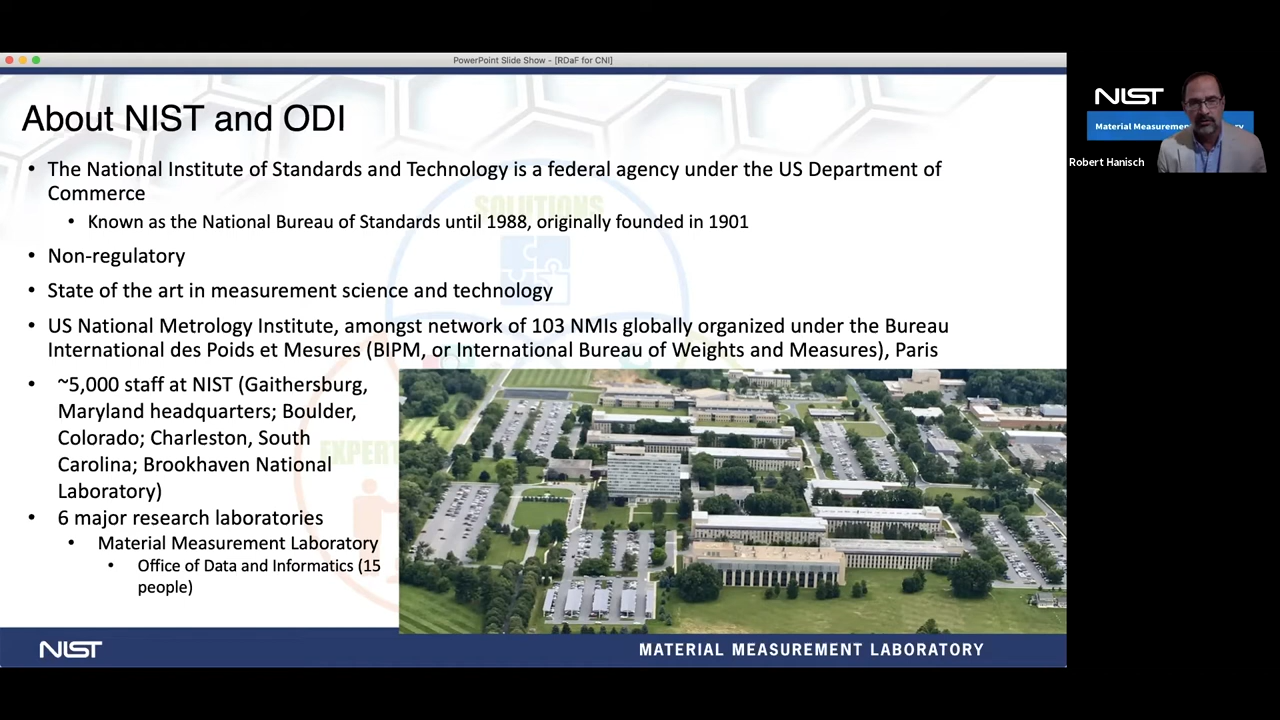 PowerPoint Slide Show - [RDaF for CNI]
About NIST and ODI
• The National Institute of Standards and Technology is a federal agency under the US Department of
Commerce
• Known as the National Bureau of Standards until 1988, originally founded in 1901
• Non-regulatory
• State of the art in measurement science and technology
• US National Metrology Institute, amongst network of 103 NMIs globally organized under the Bureau
International des Poids et Mesures (BIPM, or International Bureau of Weights and Measures), Paris
• ~5,000 staff at NIST (Gaithersburg,
Maryland headquarters; Boulder,
Colorado; Charleston, South
Carolina; Brookhaven National
Laboratory)
• 6 major research laboratories
• Material Measurement Laboratory
• Office of Data and Informatics (15
people)
SOLUTIONS
NIST
MATERIAL MEASUREMENT LABORATORY
NIST
Material
Robert Hanisch